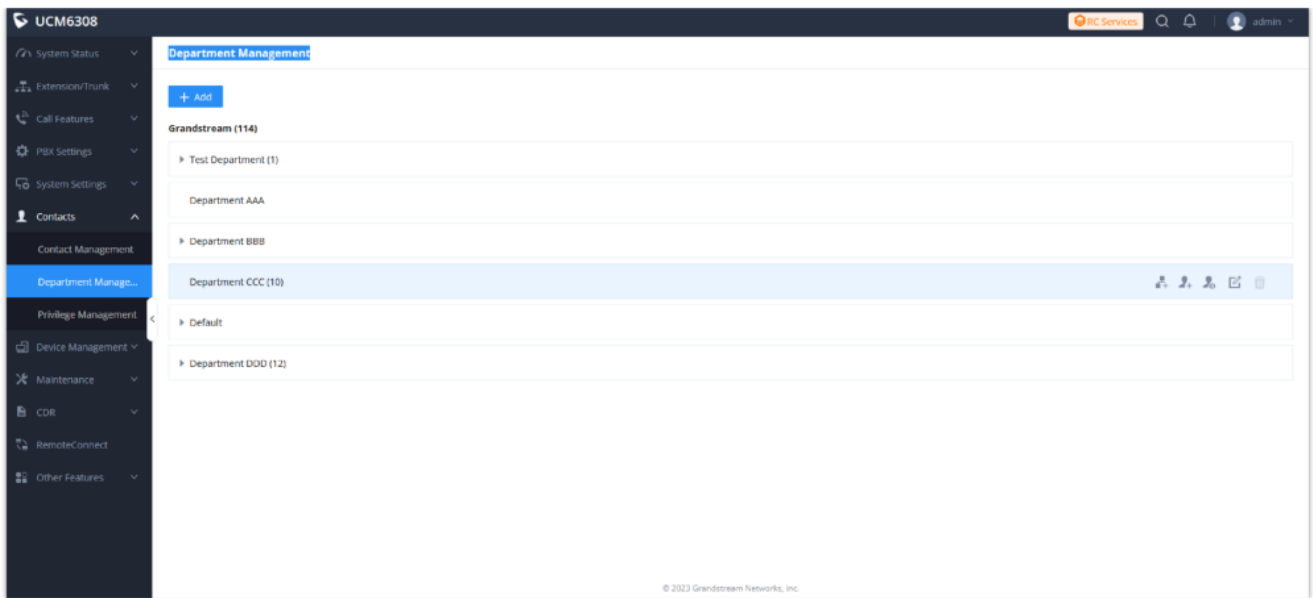 UCM6308
RC Services
admin
System Status
Extension/Trunk
Call Features
PBX Settings
System Settings
Contacts
Contact Management
Department Manage...
Privilege Management
Device Management
Maintenance
CDR
RemoteConnect
Other Features
Department Management
+ Add
Grandstream (114)
Test Department (1)
Department AAA
Department BBB
Department CCC (10)
Default
Department DDD (12)
© 2023 Grandstream Networks, Inc.